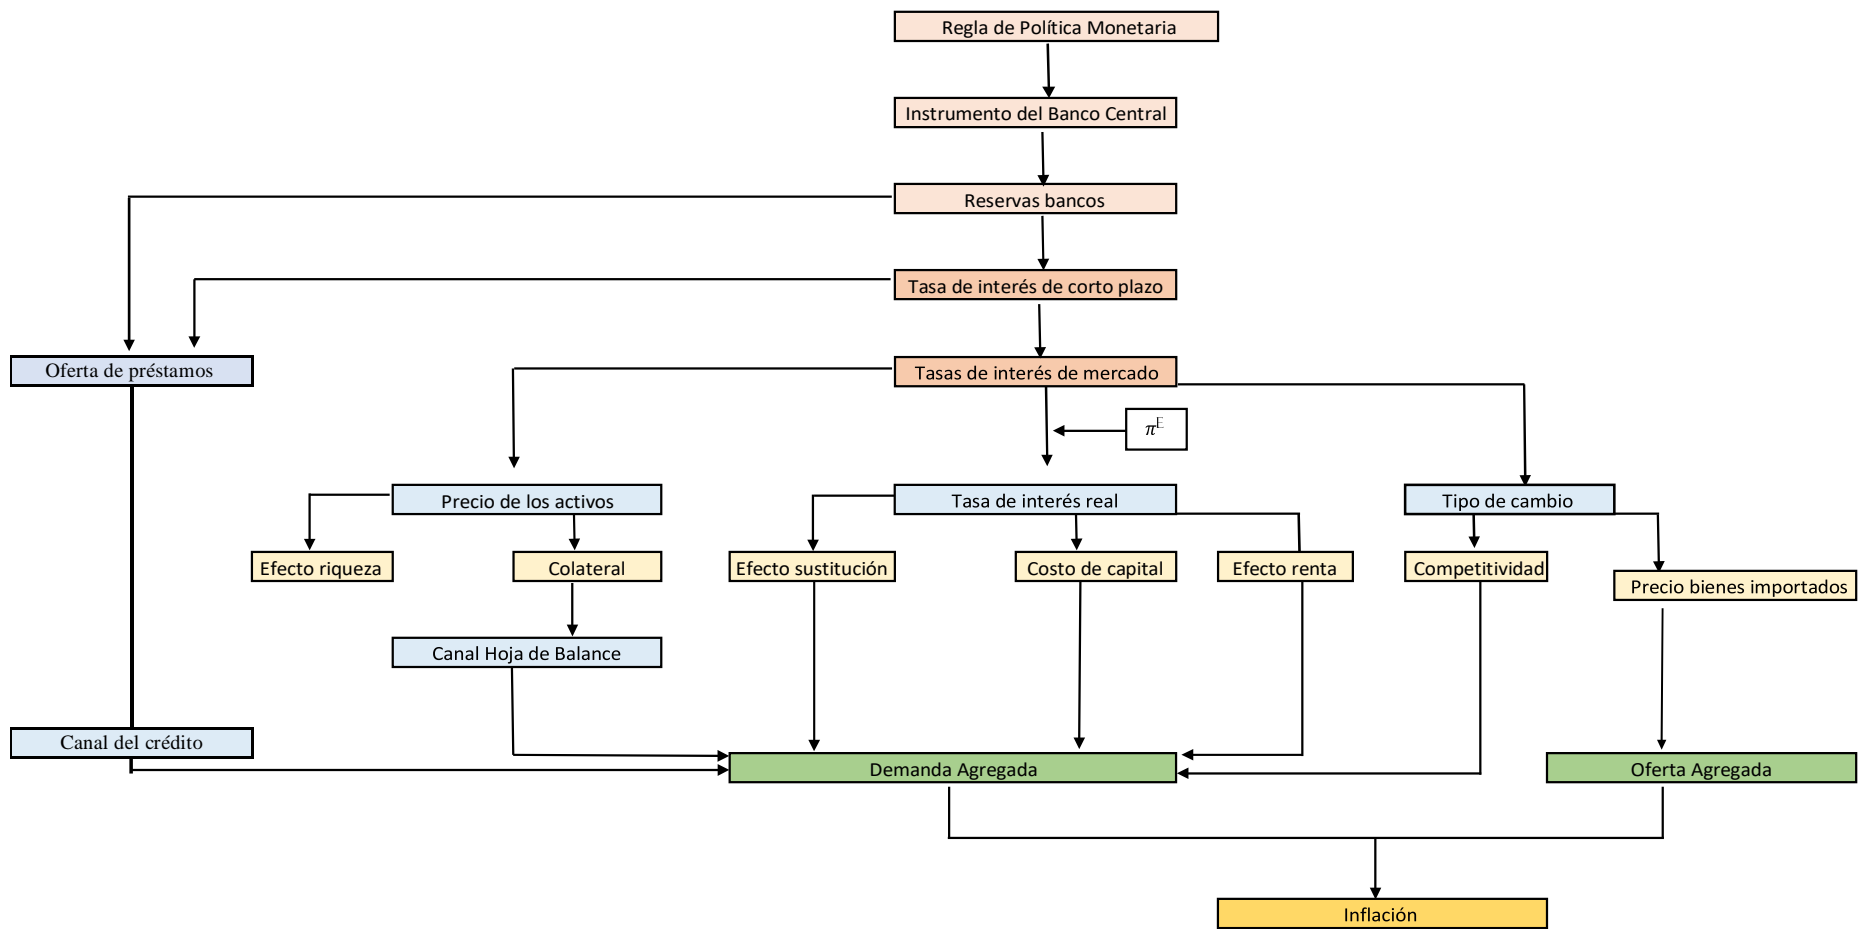 Regla de Política Monetaria
Instrumento del Banco Central
Reservas bancos
Tasa de interés de corto plazo
Oferta de préstamos
Tasas de interés de mercado
π^E
Precio de los activos
Tasa de interés real
Tipo de cambio
Efecto riqueza
Colateral
Efecto sustitución
Costo de capital
Efecto renta
Competitividad
Precio bienes importados
Canal Hoja de Balance
Canal del crédito
Demanda Agregada
Oferta Agregada
Inflación